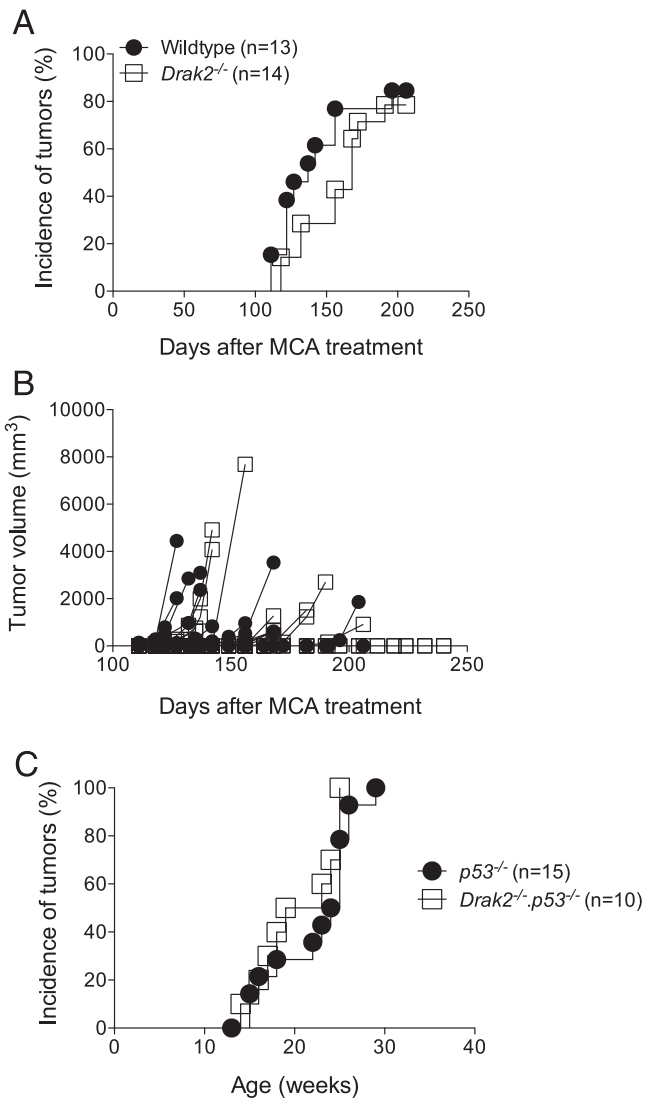 A
Wildtype (n=13)
Drak2-/- (n=14)
Incidence of tumors (%)
100
80
60
40
20
0
0 50 100 150 200 250
Days after MCA treatment
B
Tumor volume (mm3)
10000
8000
6000
4000
2000
0
100 150 200 250
Days after MCA treatment
C
Incidence of tumors (%)
100
80
60
40
20
0
0 10 20 30 40
Age (weeks)
p53-/- (n=15)
Drak2-/-.p53-/- (n=10)